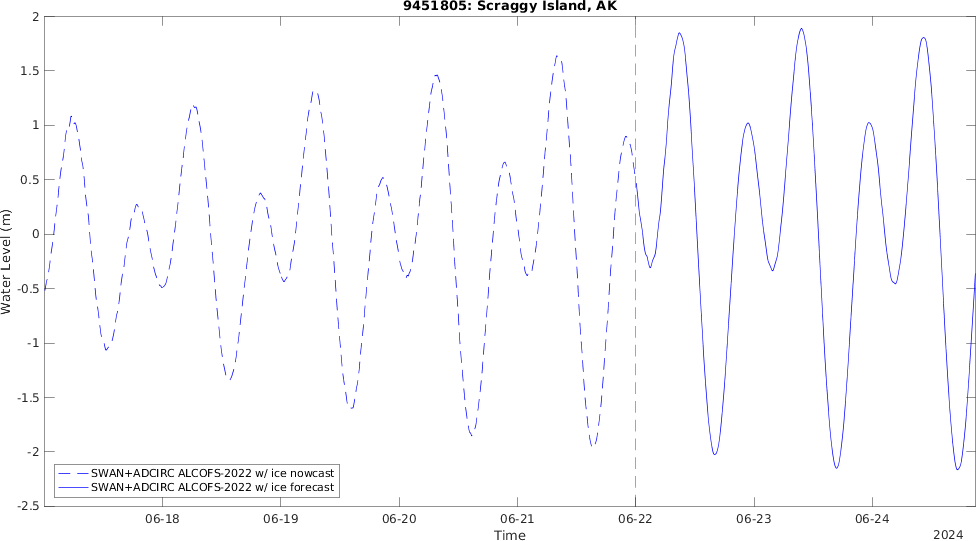 9451805: Scraggy Island, AK
2
1.5
1
0.5
0
-0.5
-1
-1.5
-2
-2.5
Water Level (m)
SWAN+ADCIRC ALCOFS-2022 w/ ice nowcast
SWAN+ADCIRC ALCOFS-2022 w/ ice forecast
06-18 06-19 06-20 06-21 06-22 06-23 06-24
Time
2024